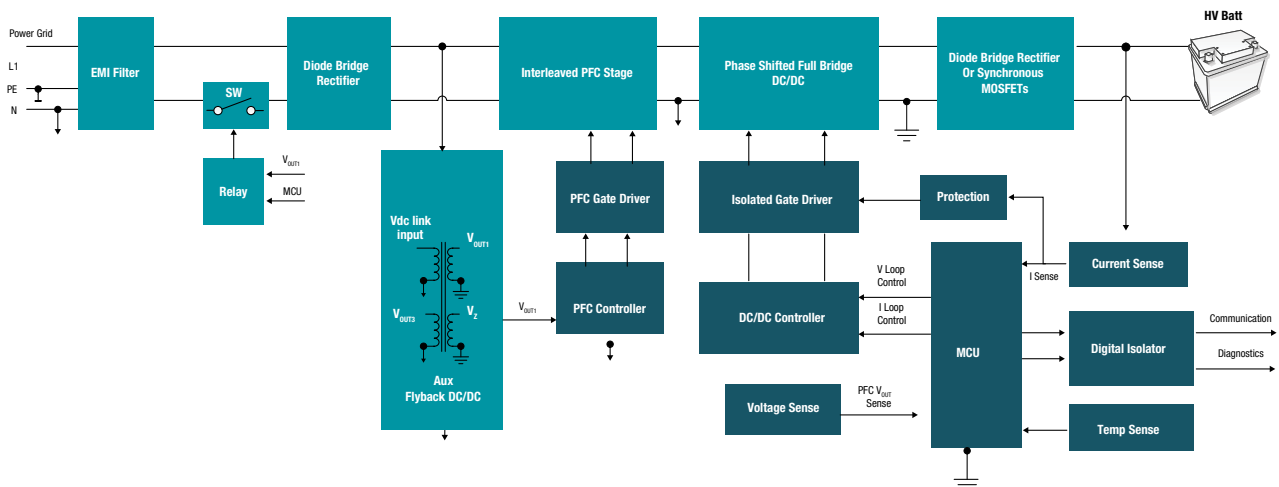 HV Batt
Power Grid
L1
PE
N
EMI Filter
SW
Diode Bridge
Rectifier
Interleaved PFC Stage
Phase Shifted Full Bridge
DC/DC
Diode Bridge Rectifier
Or Synchronous
MOSFETs
Relay
VOUT1
MCU
Vdc link
input
VOUT1
VOUT3
VZ
Aux
Flyback DC/DC
VOUT1
PFC Gate Driver
PFC Controller
Isolated Gate Driver
Protection
DC/DC Controller
V Loop
Control
I Loop
Control
MCU
I Sense
Current Sense
Digital Isolator
Communication
Diagnostics
Voltage Sense
PFC VOUT
Sense
Temp Sense